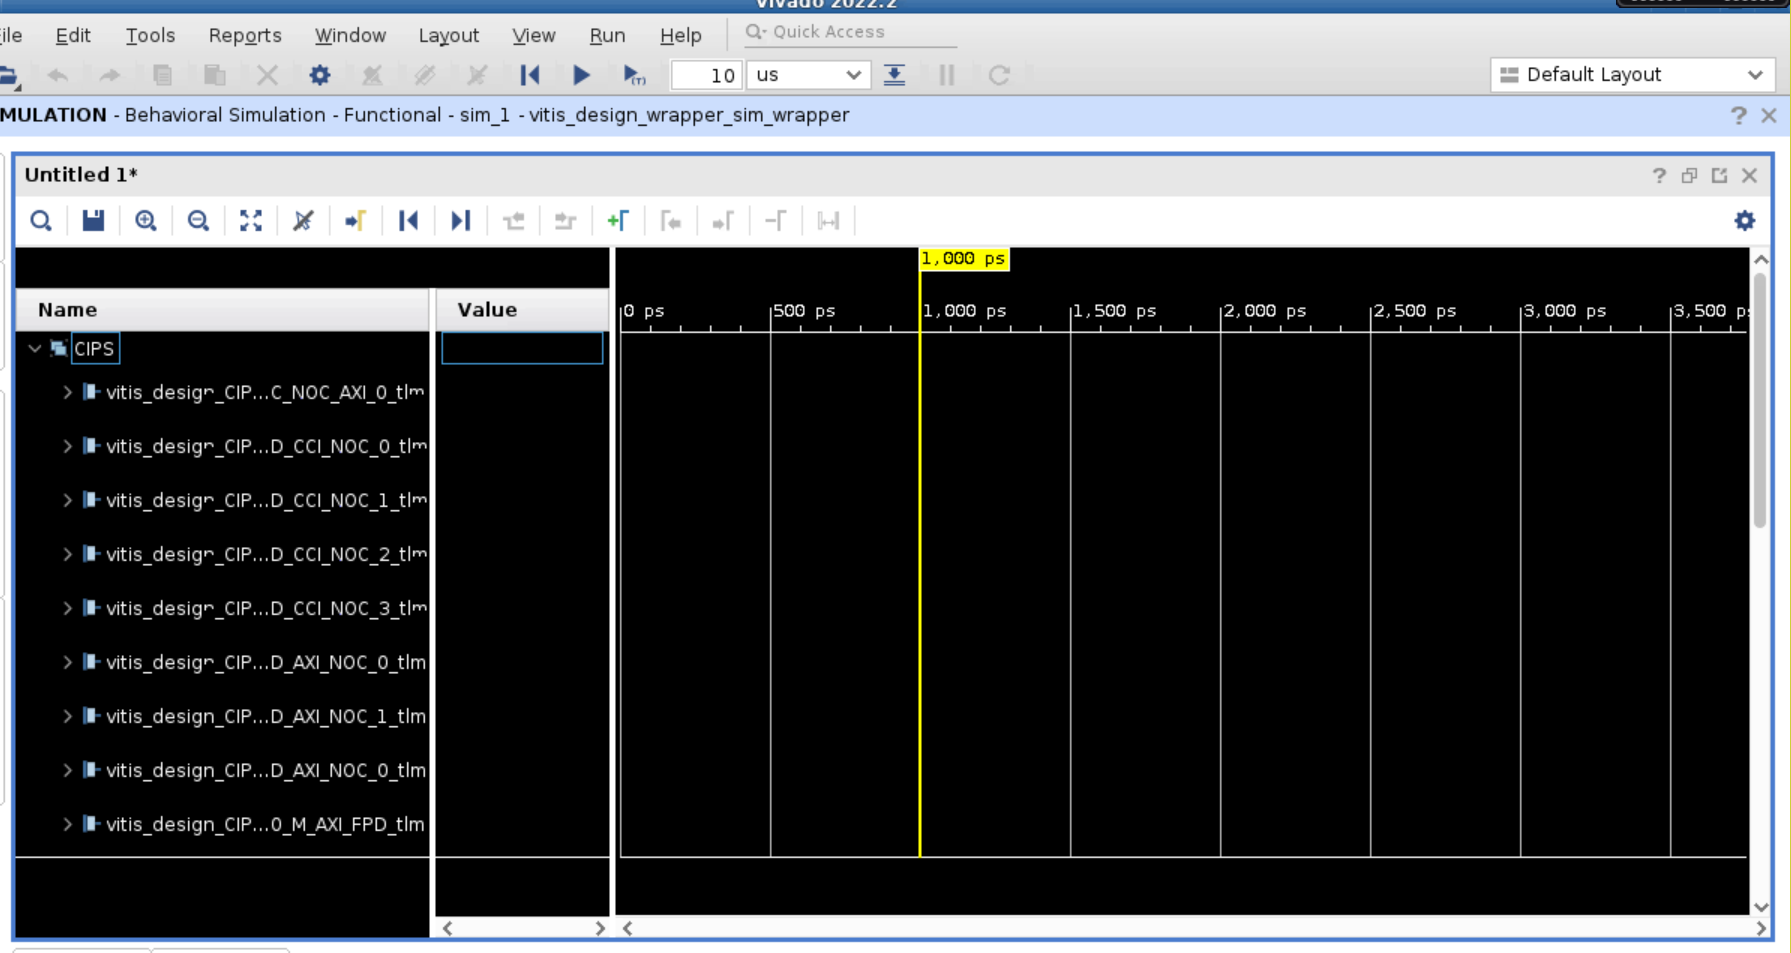 Vivado 2022.2
ile Edit Tools Reports Window Layout View Run Help Q- Quick Access
10 us Default Layout
MULATION - Behavioral Simulation - Functional - sim_1 - vitis_design_wrapper_sim_wrapper
Untitled 1*
1,000 ps
Name Value 0 ps 500 ps 1,000 ps 1,500 ps 2,000 ps 2,500 ps 3,000 ps 3,500 ps
CIPS
vitis_design_CIP...C_NOC_AXI_0_tlm
vitis_design_CIP...D_CCI_NOC_0_tlm
vitis_design_CIP...D_CCI_NOC_1_tlm
vitis_design_CIP...D_CCI_NOC_2_tlm
vitis_design_CIP...D_CCI_NOC_3_tlm
vitis_design_CIP...D_AXI_NOC_0_tlm
vitis_design_CIP...D_AXI_NOC_1_tlm
vitis_design_CIP...D_AXI_NOC_0_tlm
vitis_design_CIP...0_M_AXI_FPD_tlm